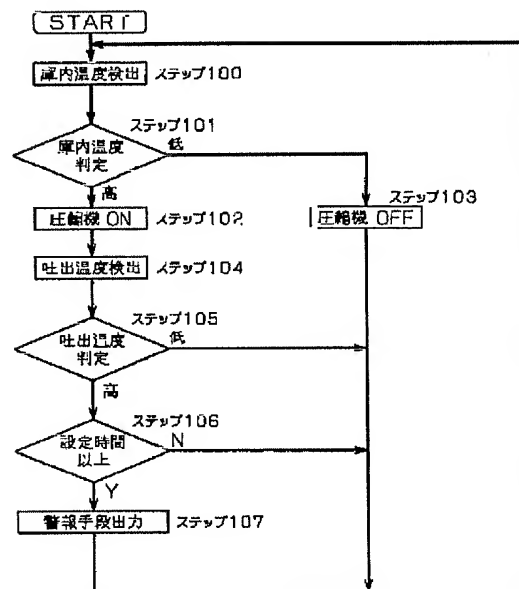 START
庫内温度検出 ステップ100
ステップ101
庫内温度
判定
低
高
ステップ103
圧縮機 ON ステップ102
圧縮機 OFF
吐出温度検出 ステップ104
ステップ105
吐出温度
判定
低
高
ステップ106
設定時間
以上
N
Y
警報手段出力 ステップ107